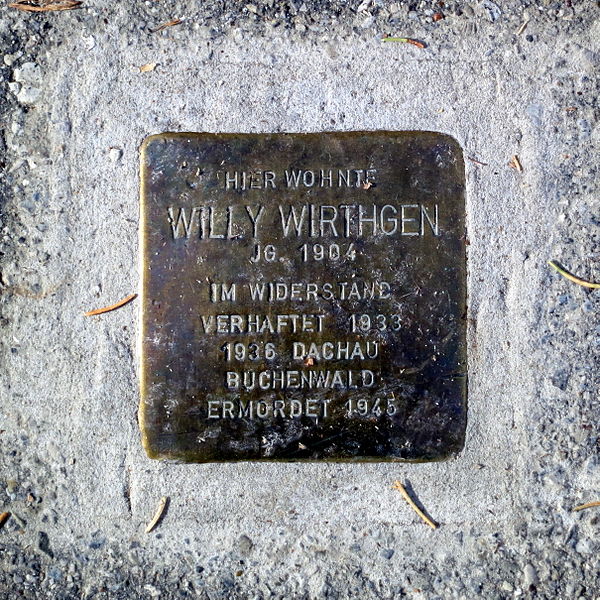 HIER WOHNTE
WILLY WIRTHGEN
JG. 1904
IM WIDERSTAND
VERHAFTET 1933
1936 DACHAU
BUCHENWALD
ERMORDET 1945